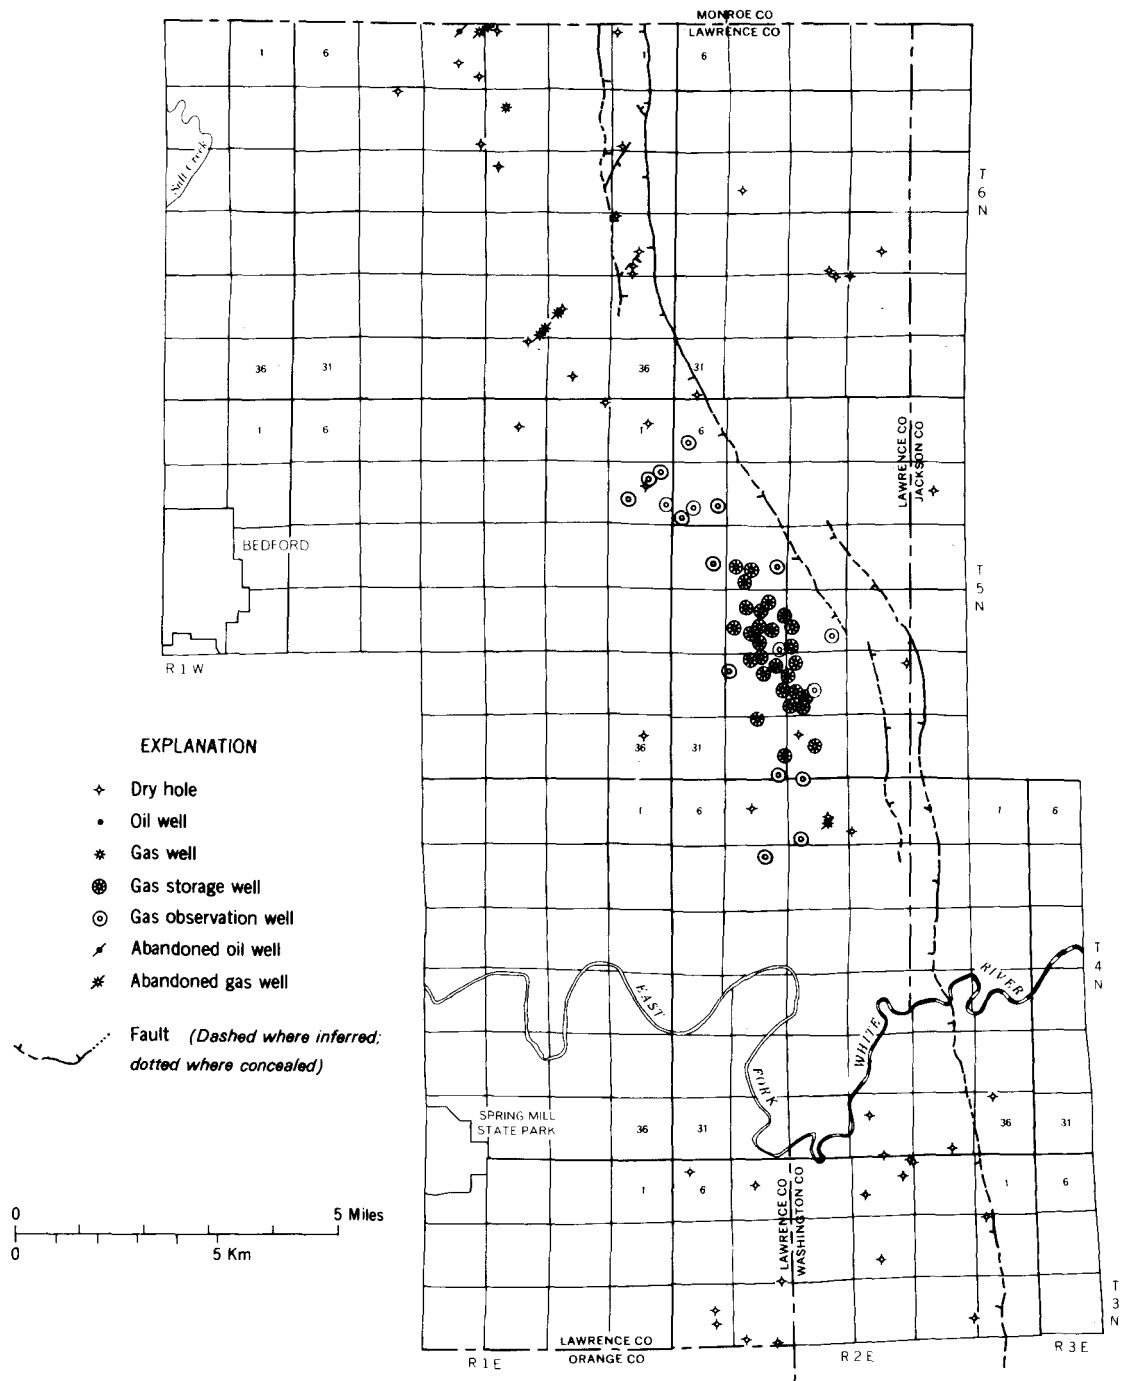 MONROE CO
LAWRENCE CO
1
6
1
6
Salt Creek
T
6
N
36
31
36
31
1
6
1
6
LAWRENCE CO
JACKSON CO
BEDFORD
T
5
N
R 1 W
36
31
EXPLANATION
Dry hole
Oil well
Gas well
Gas storage well
Gas observation well
Abandoned oil well
Abandoned gas well
Fault (Dashed where inferred;
dotted where concealed)
1
6
1
6
T
4
N
EAST
FORK
WHITE
RIVER
SPRING MILL
STATE PARK
36
31
36
31
1
6
1
6
LAWRENCE CO
WASHINGTON CO
0
5 Miles
0
5 Km
T
3
N
LAWRENCE CO
ORANGE CO
R 1 E
R 2 E
R 3 E